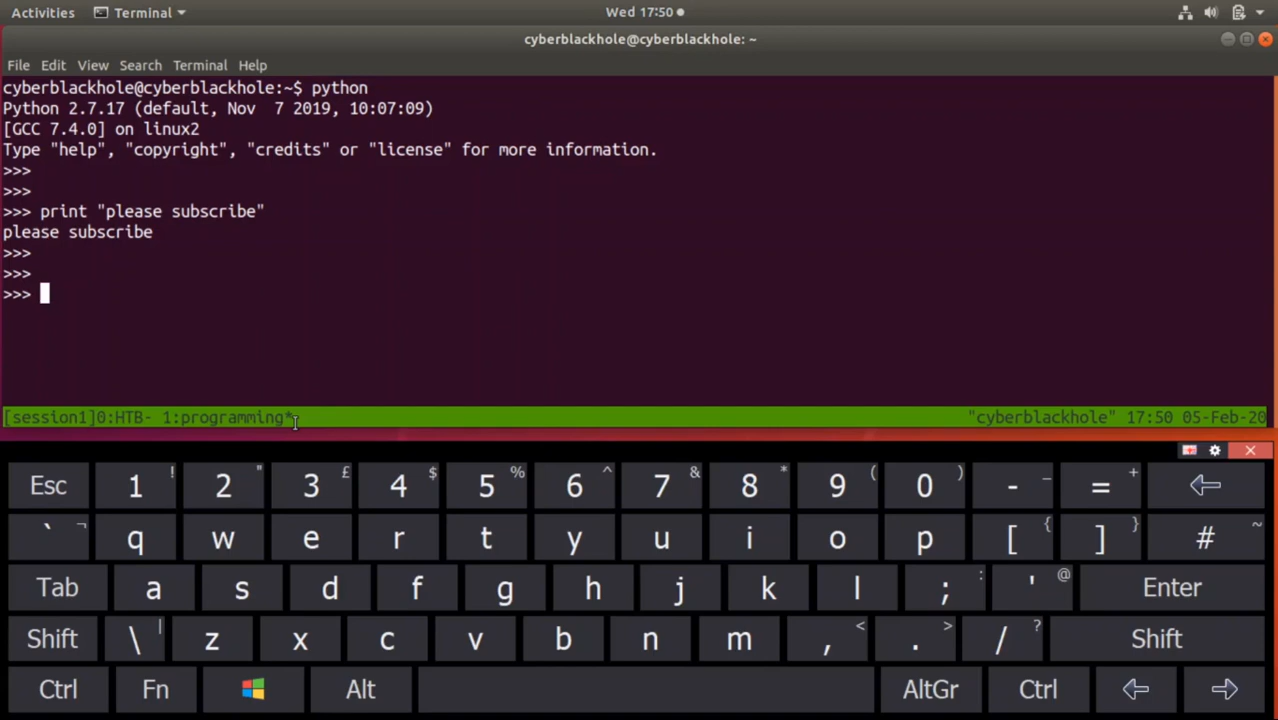 Activities Terminal Wed 17:50
cyberblackhole@cyberblackhole: ~
File Edit View Search Terminal Help
cyberblackhole@cyberblackhole:~$ python
Python 2.7.17 (default, Nov  7 2019, 10:07:09)
[GCC 7.4.0] on linux2
Type "help", "copyright", "credits" or "license" for more information.
>>>
>>>
>>> print "please subscribe"
please subscribe
>>>
>>>
>>>
[session1]0:HTB- 1:programming* "cyberblackhole" 17:50 05-Feb-20
Esc 1 ! 2 " 3 £ 4 $ 5 % 6 ^ 7 & 8 * 9 ( 0 ) - _ = +
` ¬ q w e r t y u i o p [ { ] } # ~
Tab a s d f g h j k l ; : ' @ Enter
Shift \ | z x c v b n m , < . > / ? Shift
Ctrl Fn Alt AltGr Ctrl